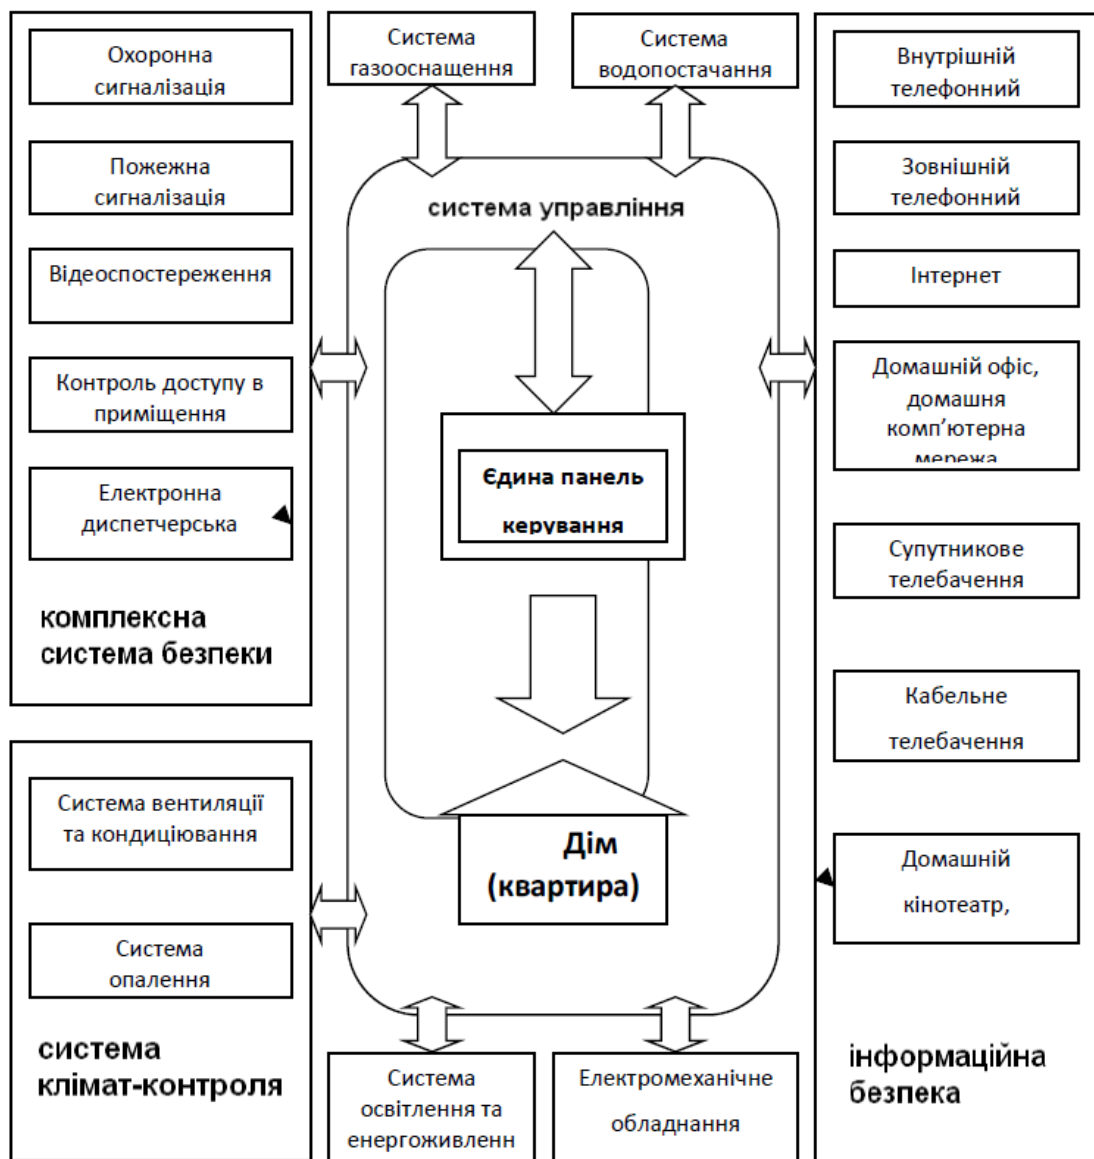 Охоронна
сигналізація
Пожежна
сигналізація
Відеоспостереження
Контроль доступу в
приміщення
Електронна
диспетчерська
комплексна
система безпеки
Система вентиляції
та кондиціювання
Система
опалення
система
клімат-контроля
Система
газооснащення
Система
водопостачання
система управління
Єдина панель
керування
Дім
(квартира)
Система
освітлення та
енергоживленн
Електромеханічне
обладнання
Внутрішній
телефонний
Зовнішній
телефонний
Інтернет
Домашній офіс,
домашня
комп’ютерна
мережа
Супутникове
телебачення
Кабельне
телебачення
Домашній
кінотеатр,
інформаційна
безпека